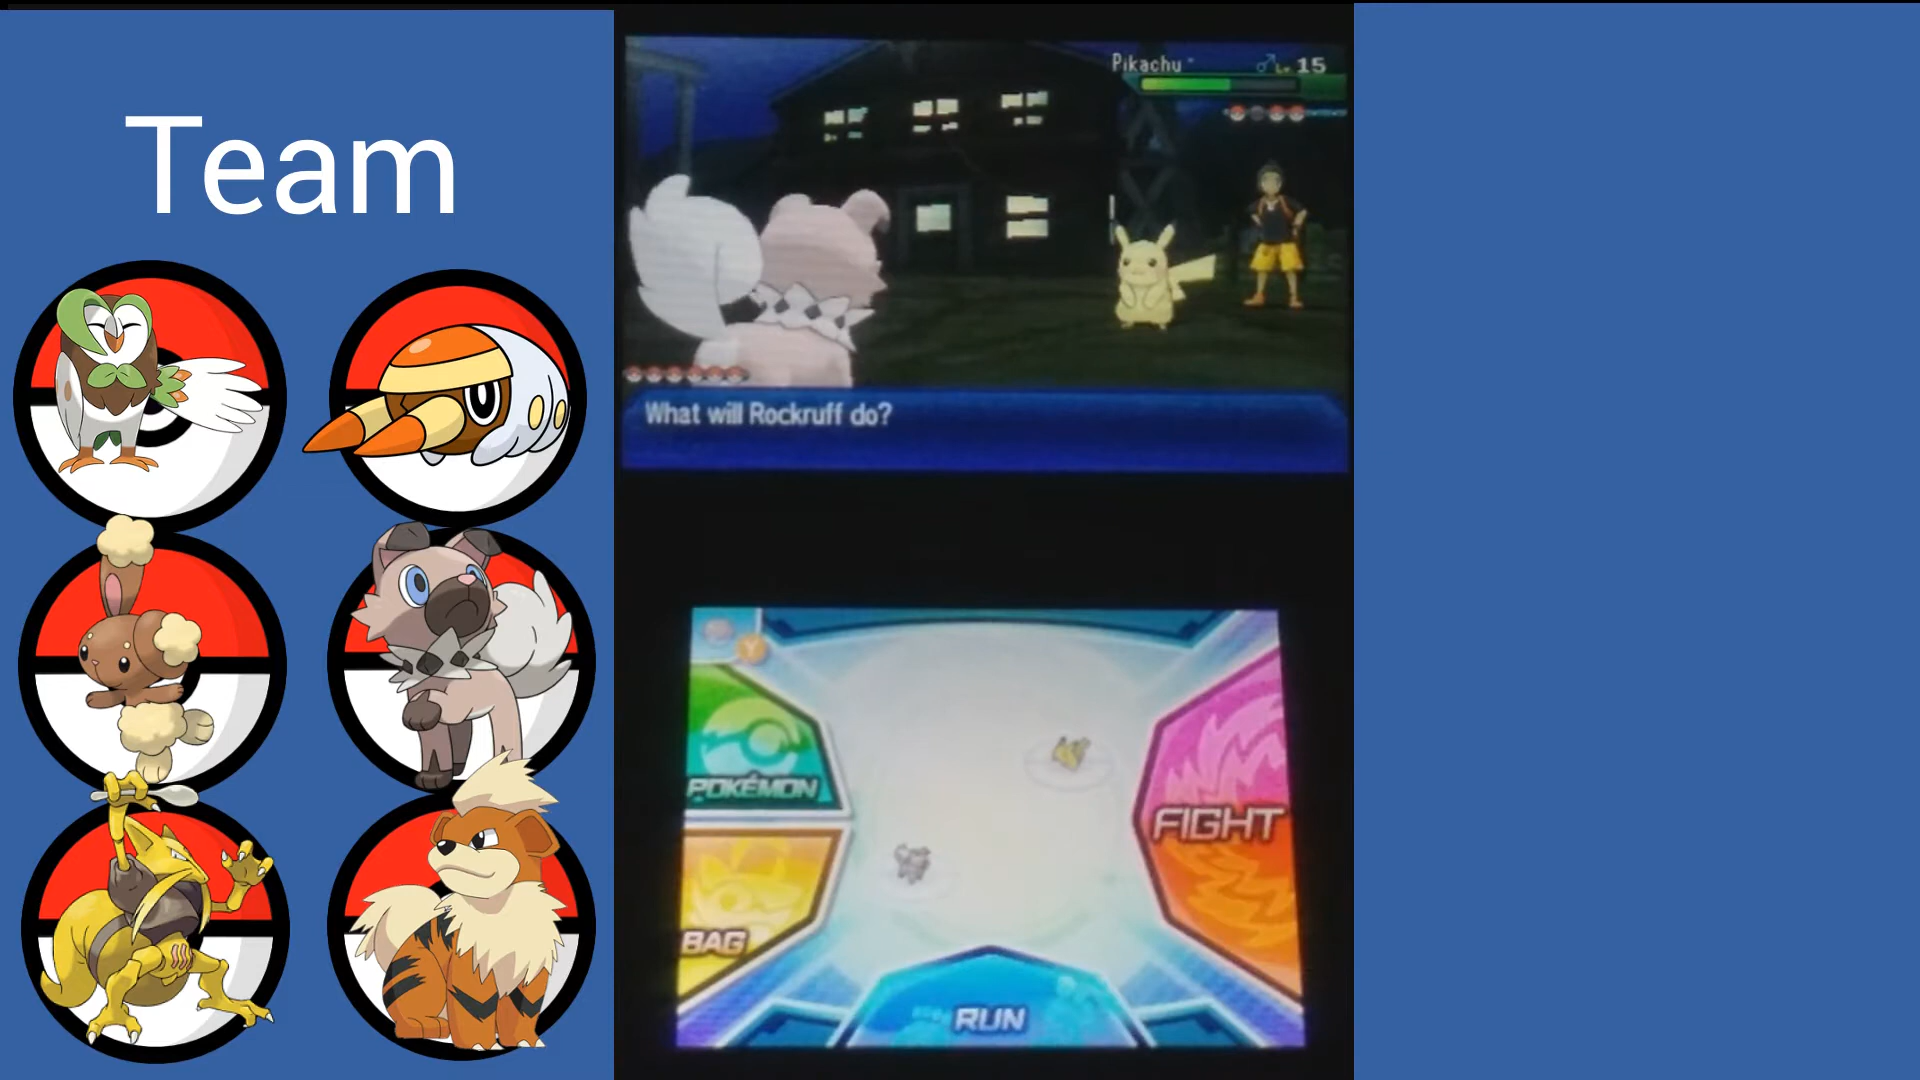 Team
Pikachu ♂ Lv. 15
What will Rockruff do?
Y
POKÉMON
FIGHT
BAG
RUN